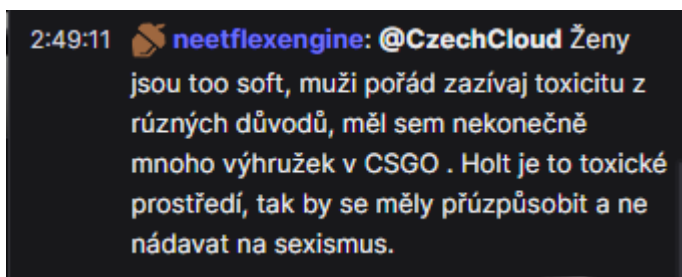 2:49:11 neetflexengine: @CzechCloud Ženy
jsou too soft, muži pořád zazívaj toxicitu z
rúzných důvodů, měl sem nekonečně
mnoho výhružek v CSGO . Holt je to toxické
prostředí, tak by se měly přúzpůsobit a ne
nádavat na sexismus.